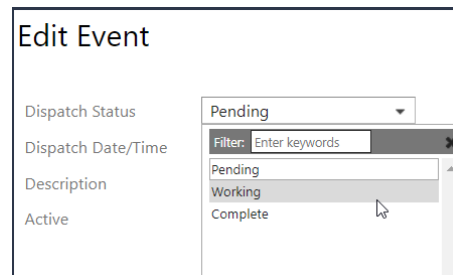 Edit Event
Dispatch Status
Pending
Dispatch Date/Time
Filter: Enter keywords
Pending
Description
Working
Active
Complete